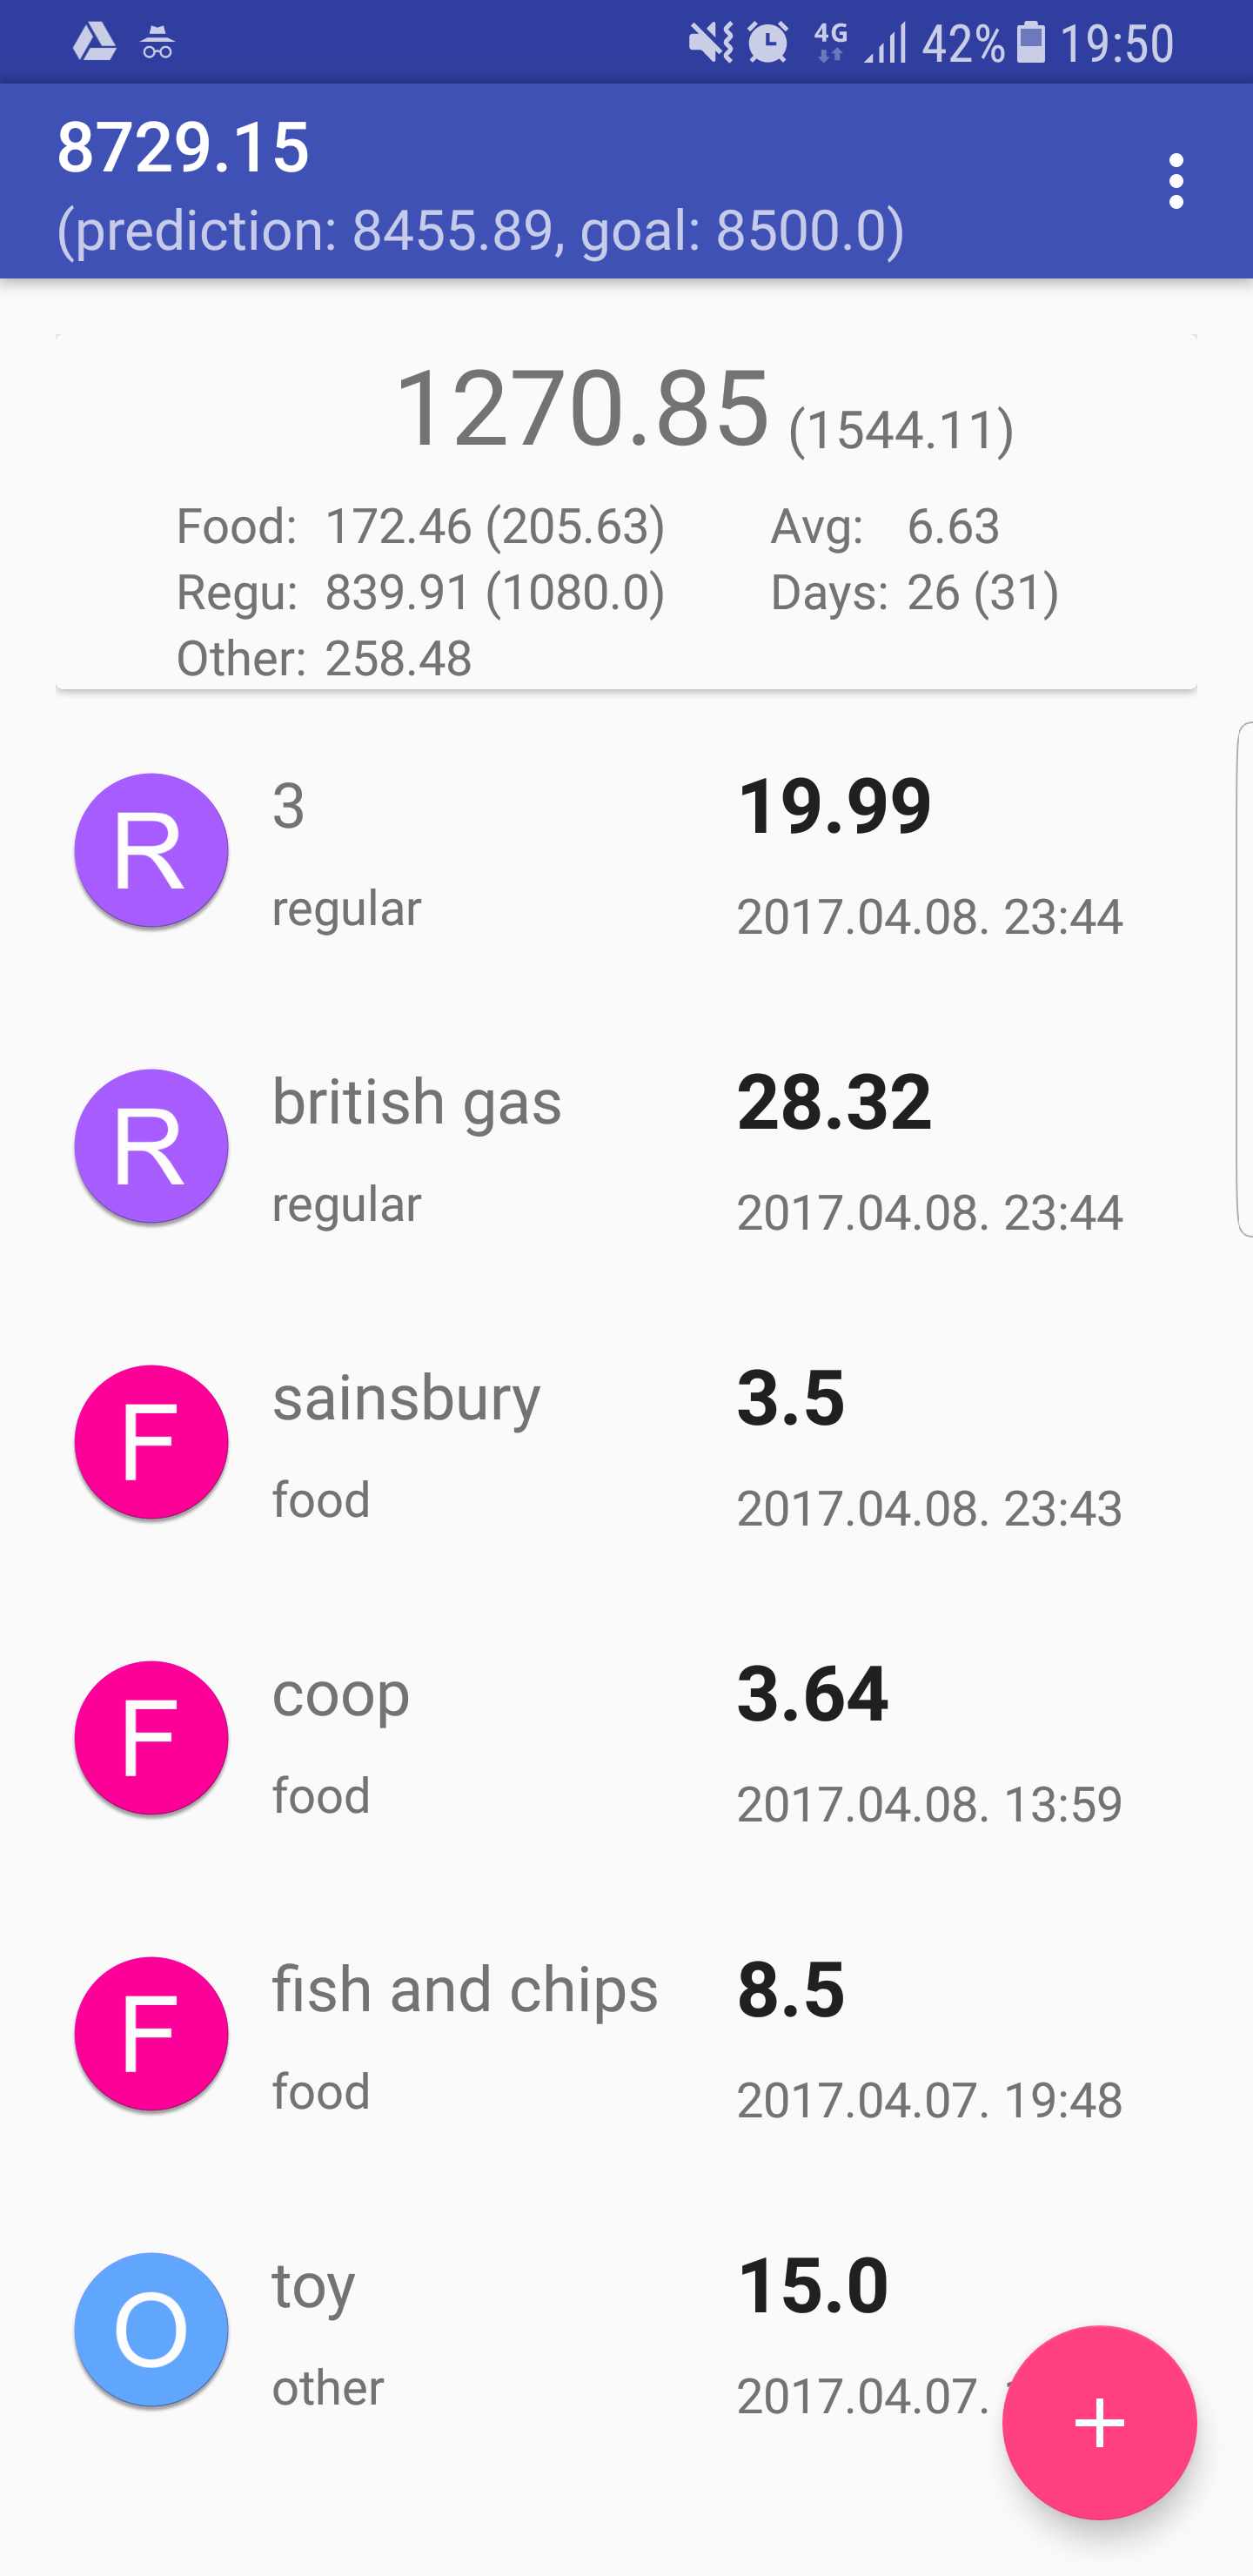 4G 42% 19:50
8729.15
(prediction: 8455.89, goal: 8500.0)
1270.85 (1544.11)
Food: 172.46 (205.63) Avg: 6.63
Regu: 839.91 (1080.0) Days: 26 (31)
Other: 258.48
R 3 19.99
regular 2017.04.08. 23:44
R british gas 28.32
regular 2017.04.08. 23:44
F sainsbury 3.5
food 2017.04.08. 23:43
F coop 3.64
food 2017.04.08. 13:59
F fish and chips 8.5
food 2017.04.07. 19:48
O toy 15.0
other 2017.04.07.
+